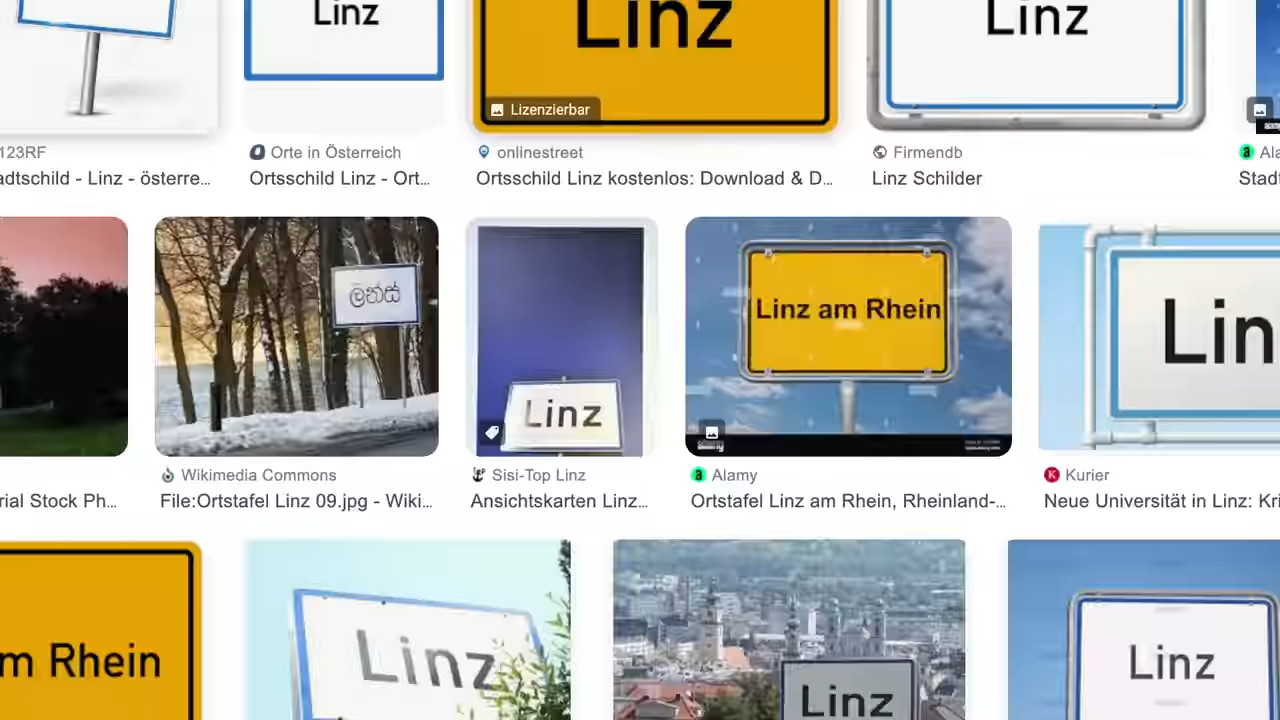 Linz
Linz
Linz
Linz
Lizenzierbar
123RF
Orte in Österreich
onlinestreet
Firmendb
Ala
adtschild - Linz - österre...
Ortsschild Linz - Ort...
Ortsschild Linz kostenlos: Download & D...
Linz Schilder
Stadt
ලින්ස්
Linz
Linz am Rhein
Lin
Wikimedia Commons
Sisi-Top Linz
Alamy
Kurier
rial Stock Ph...
File:Ortstafel Linz 09.jpg - Wiki...
Ansichtskarten Linz...
Ortstafel Linz am Rhein, Rheinland-...
Neue Universität in Linz: Kri
m Rhein
Linz
Linz
Linz